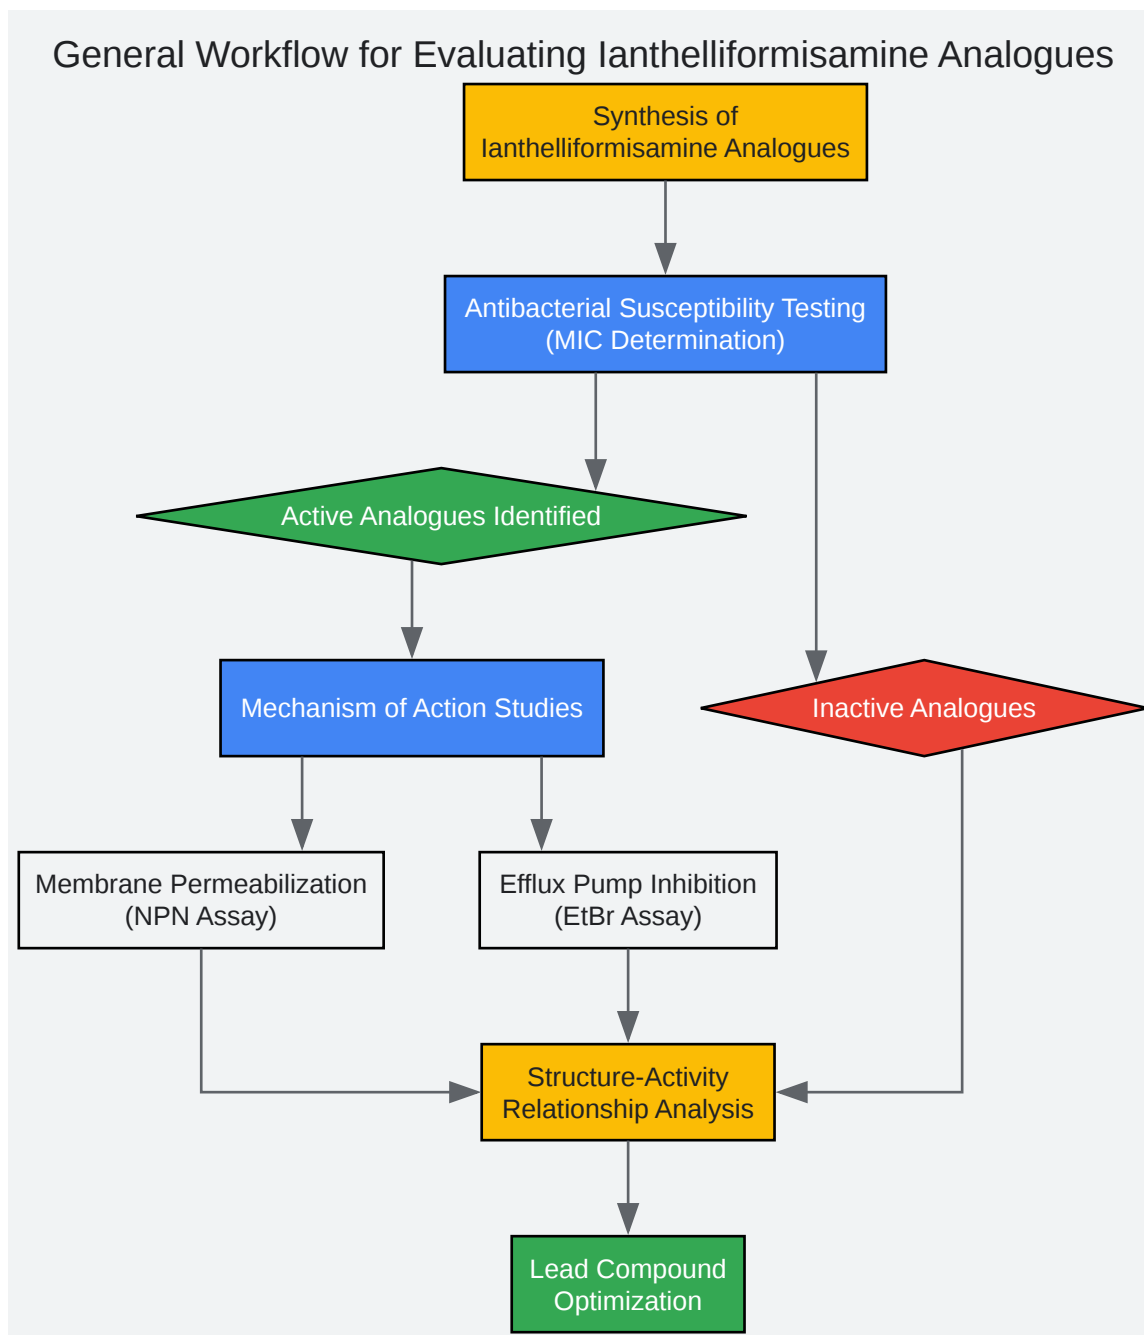 General Workflow for Evaluating Ianthelliformisamine Analogues
Synthesis of
Ianthelliformisamine Analogues
Antibacterial Susceptibility Testing
(MIC Determination)
Active Analogues Identified
Mechanism of Action Studies
Inactive Analogues
Membrane Permeabilization
(NPN Assay)
Efflux Pump Inhibition
(EtBr Assay)
Structure-Activity
Relationship Analysis
Lead Compound
Optimization